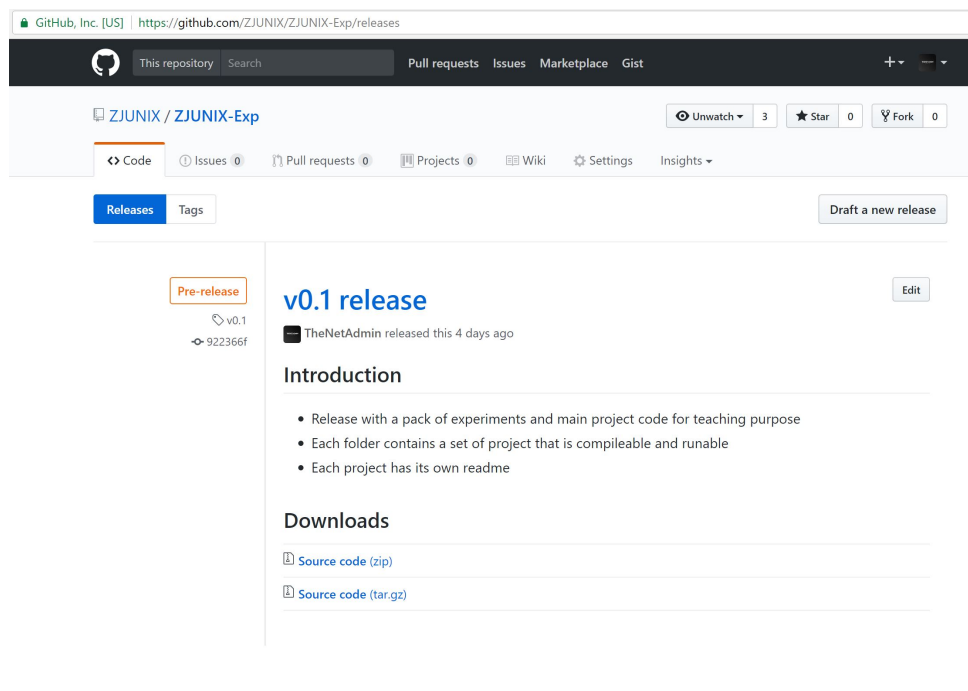 GitHub, Inc. [US] https://github.com/ZJUNIX/ZJUNIX-Exp/releases
This repository Search Pull requests Issues Marketplace Gist
ZJUNIX / ZJUNIX-Exp Unwatch 3 Star 0 Fork 0
Code Issues 0 Pull requests 0 Projects 0 Wiki Settings Insights
Releases Tags Draft a new release
Pre-release
v0.1
922366f
v0.1 release Edit
TheNetAdmin released this 4 days ago
Introduction
Release with a pack of experiments and main project code for teaching purpose
Each folder contains a set of project that is compileable and runable
Each project has its own readme
Downloads
Source code (zip)
Source code (tar.gz)